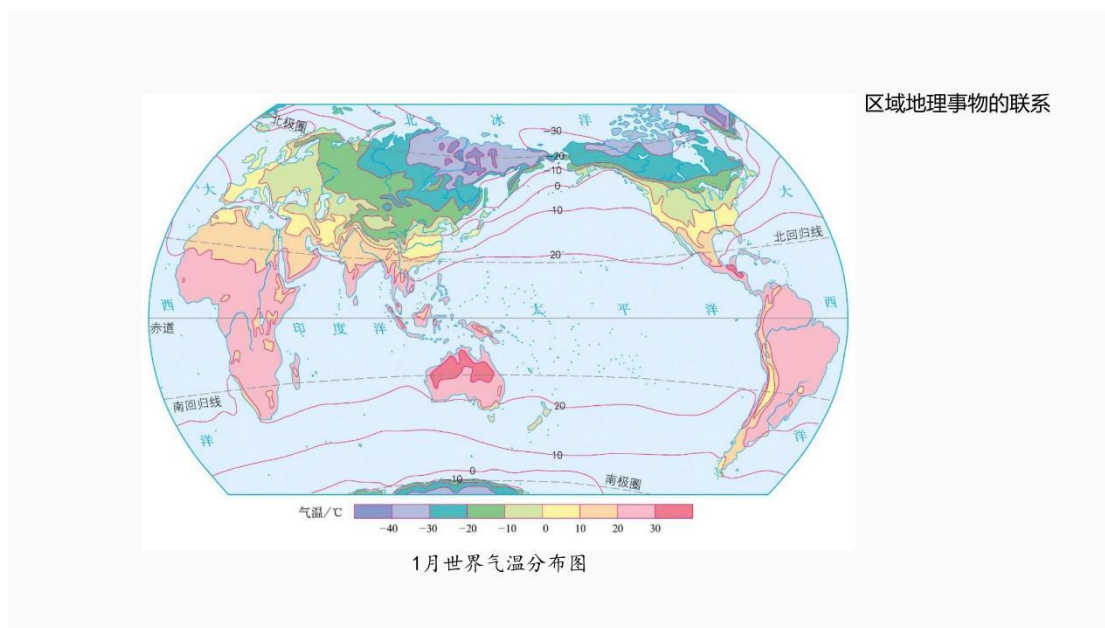 区域地理事物的联系
北极圈
北 冰 洋
-30
-20
-10
0
大
大
10
北回归线
20
西
太 平 洋
西
赤道
印 度 洋
南回归线
20
洋
洋
10
0
南极圈
-10
气温/℃
-40 -30 -20 -10 0 10 20 30
1月世界气温分布图